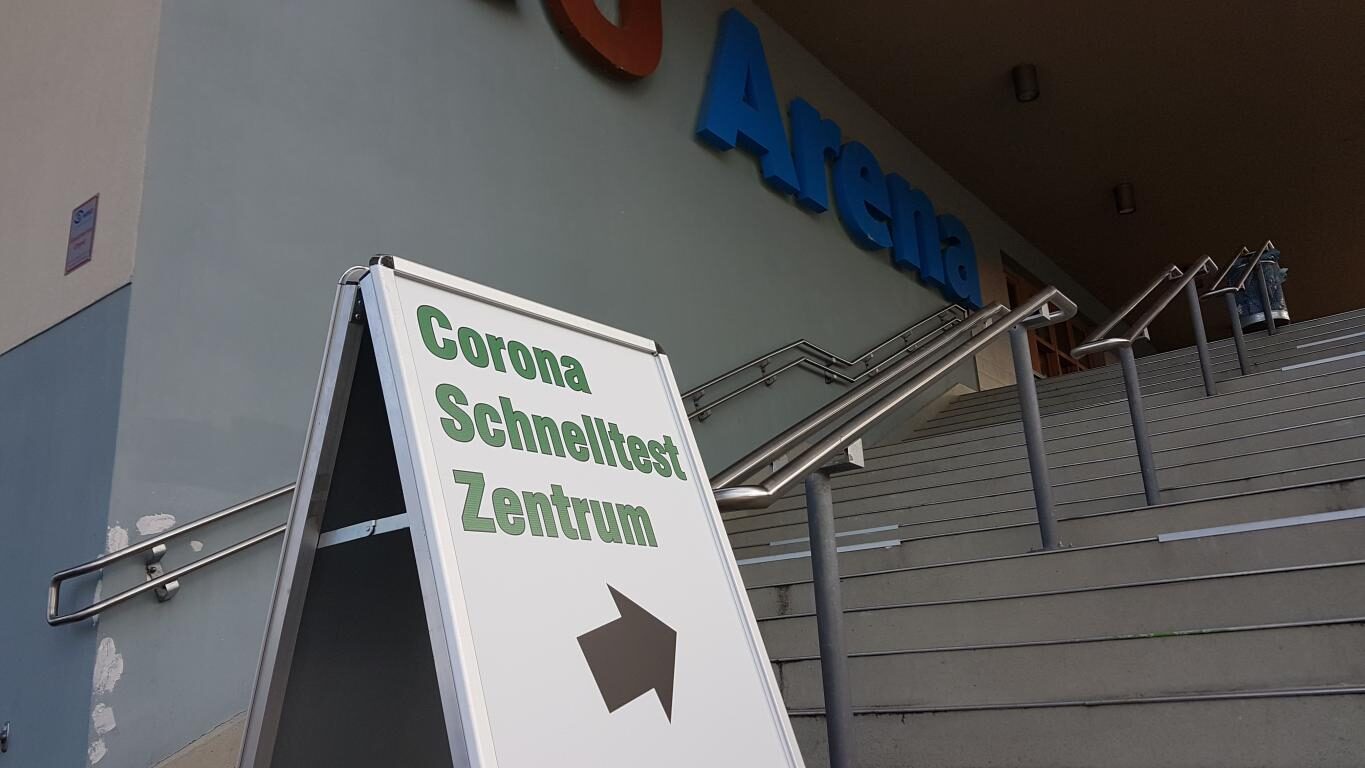 Arena
Corona
Schnelltest
Zentrum